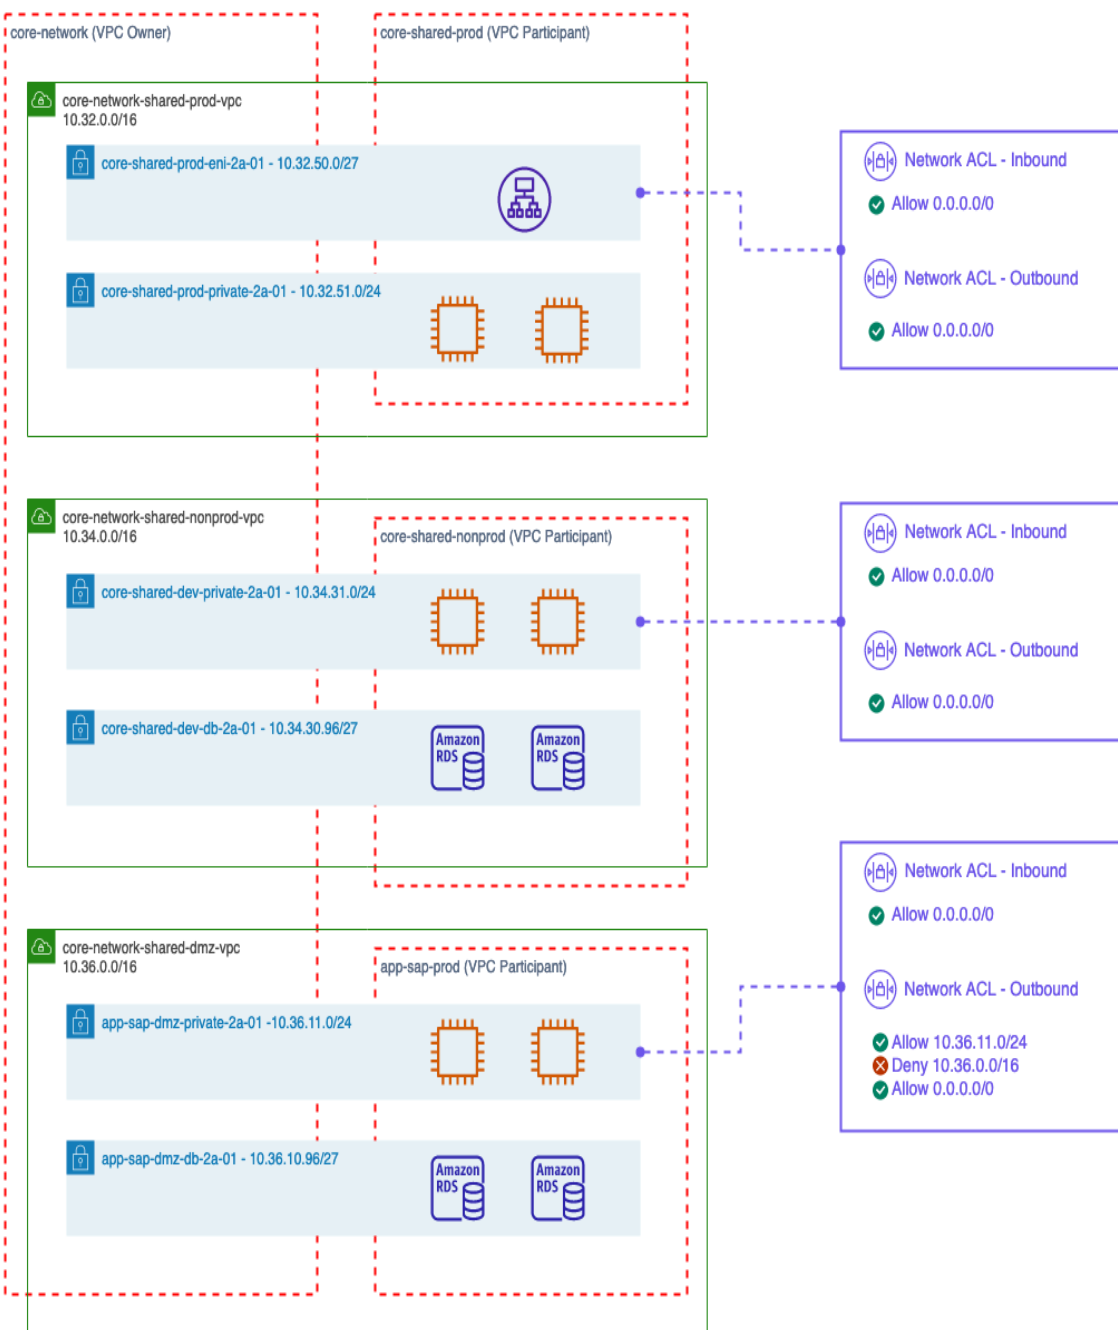 core-network (VPC Owner)
core-shared-prod (VPC Participant)
core-network-shared-prod-vpc
10.32.0.0/16
core-shared-prod-eni-2a-01 - 10.32.50.0/27
core-shared-prod-private-2a-01 - 10.32.51.0/24
Network ACL - Inbound
Allow 0.0.0.0/0
Network ACL - Outbound
Allow 0.0.0.0/0
core-network-shared-nonprod-vpc
10.34.0.0/16
core-shared-nonprod (VPC Participant)
core-shared-dev-private-2a-01 - 10.34.31.0/24
core-shared-dev-db-2a-01 - 10.34.30.96/27
Amazon
RDS
Amazon
RDS
Network ACL - Inbound
Allow 0.0.0.0/0
Network ACL - Outbound
Allow 0.0.0.0/0
core-network-shared-dmz-vpc
10.36.0.0/16
app-sap-prod (VPC Participant)
app-sap-dmz-private-2a-01 -10.36.11.0/24
app-sap-dmz-db-2a-01 - 10.36.10.96/27
Amazon
RDS
Amazon
RDS
Network ACL - Inbound
Allow 0.0.0.0/0
Network ACL - Outbound
Allow 10.36.11.0/24
Deny 10.36.0.0/16
Allow 0.0.0.0/0